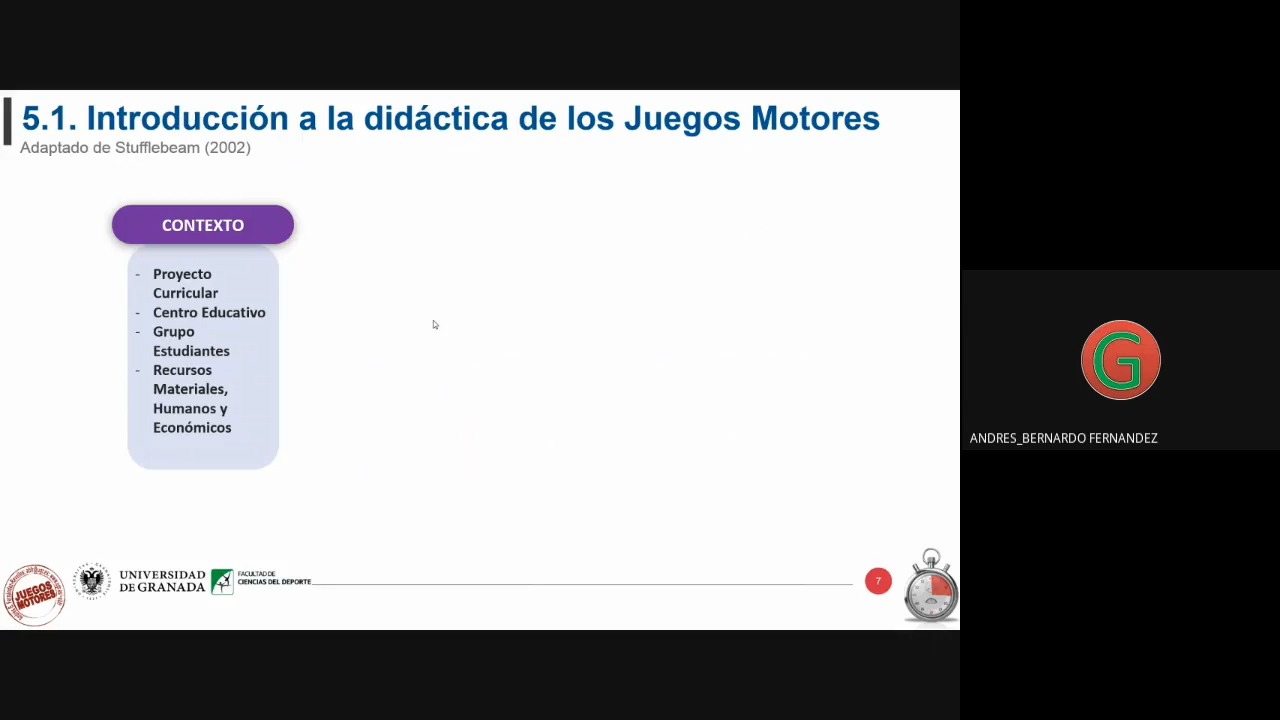 5.1. Introducción a la didáctica de los Juegos Motores
Adaptado de Stufflebeam (2002)
CONTEXTO
- Proyecto
Curricular
- Centro Educativo
- Grupo
Estudiantes
- Recursos
Materiales,
Humanos y
Económicos
G
ANDRES_BERNARDO FERNANDEZ
JUEGOS
MOTORES
UNIVERSIDAD
DE GRANADA
FACULTAD DE
CIENCIAS DEL DEPORTE
7